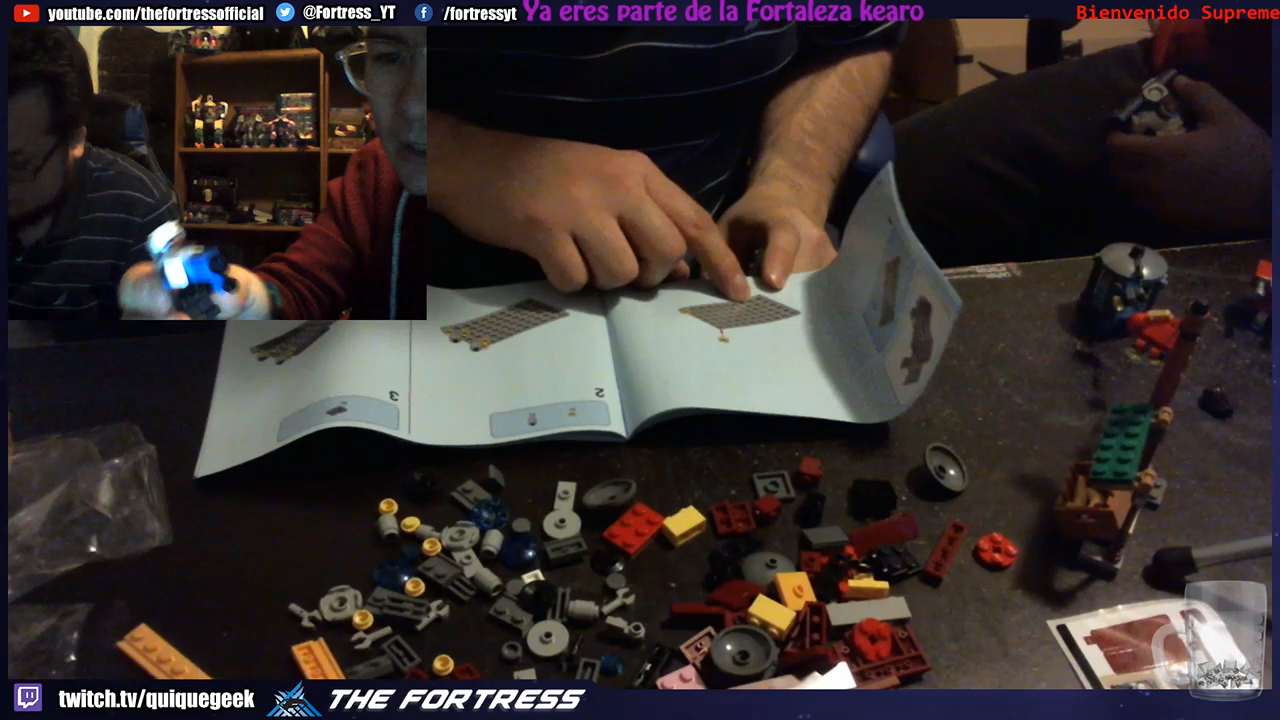 youtube.com/thefortressofficial @Fortress_YT /fortressyt Ya eres parte de la Fortaleza kearo Bienvenido Supreme
3 2
twitch.tv/quiquegeek THE FORTRESS